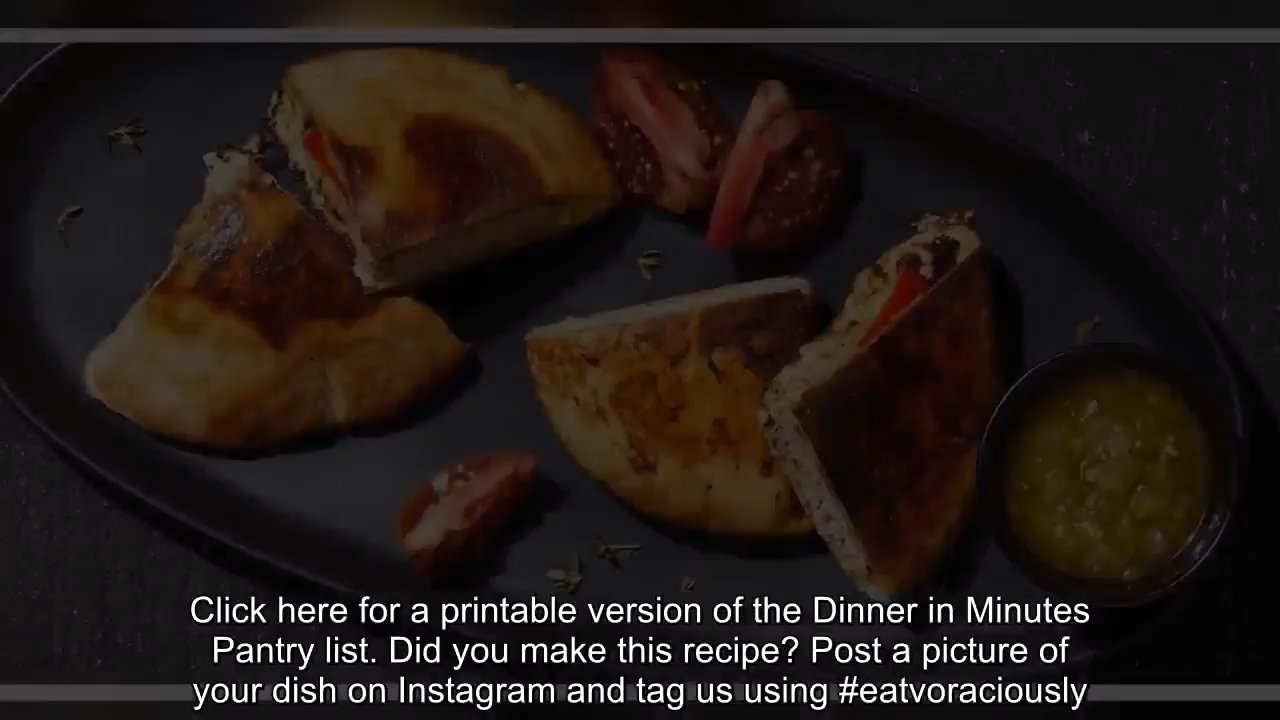 Click here for a printable version of the Dinner in Minutes
Pantry list. Did you make this recipe? Post a picture of
your dish on Instagram and tag us using #eatvoraciously